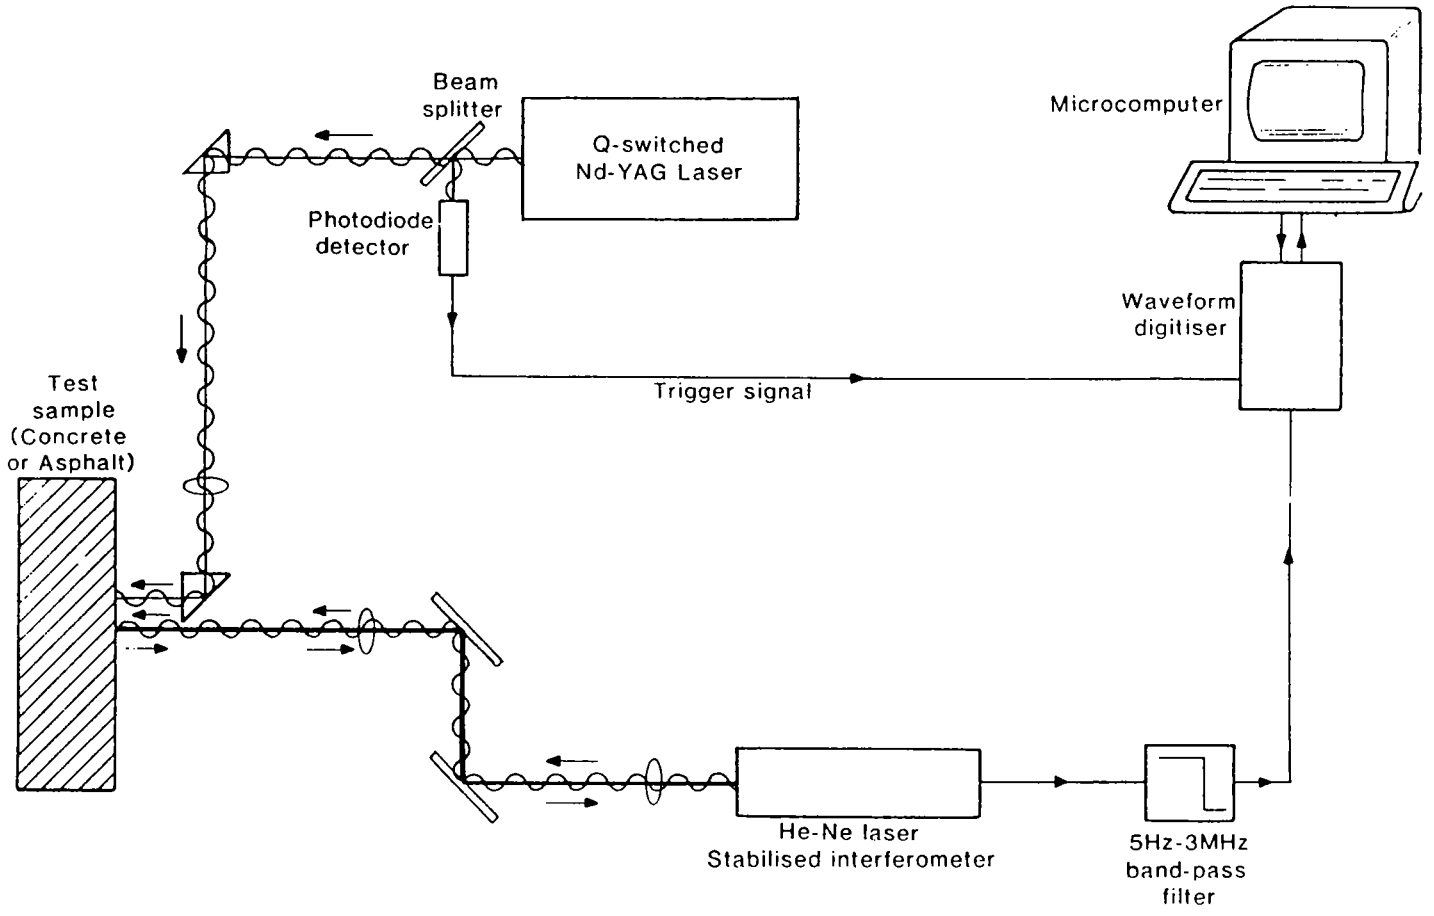 Beam
splitter
Q-switched
Nd-YAG Laser
Microcomputer
Photodiode
detector
Waveform
digitiser
Trigger signal
Test
sample
(Concrete
or Asphalt)
He-Ne laser
Stabilised interferometer
5Hz-3MHz
band-pass
filter